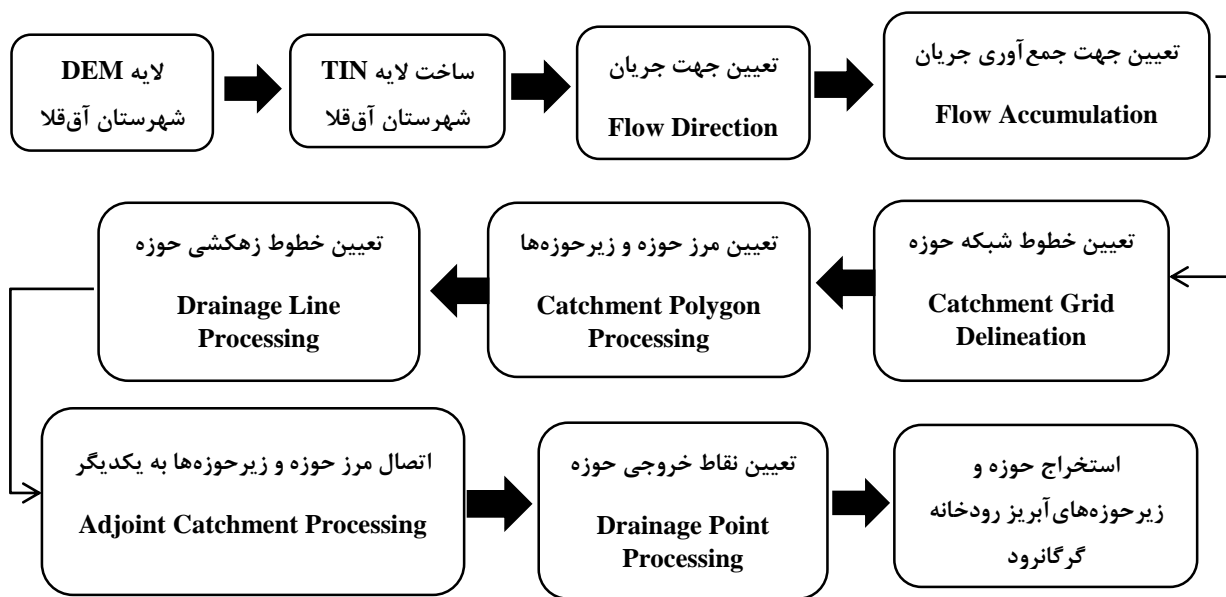 لایه DEM
شهرستان آق‌قلا
ساخت لایه TIN
شهرستان آق‌قلا
تعیین جهت جریان
Flow Direction
تعیین جهت جمع‌آوری جریان
Flow Accumulation
تعیین خطوط شبکه حوزه
Catchment Grid
Delineation
تعیین مرز حوزه و زیرحوزه‌ها
Catchment Polygon
Processing
تعیین خطوط زهکشی حوزه
Drainage Line
Processing
اتصال مرز حوزه و زیرحوزه‌ها به یکدیگر
Adjoint Catchment Processing
تعیین نقاط خروجی حوزه
Drainage Point
Processing
استخراج حوزه و
زیرحوزه‌های‌آبریز رودخانه
گرگانرود